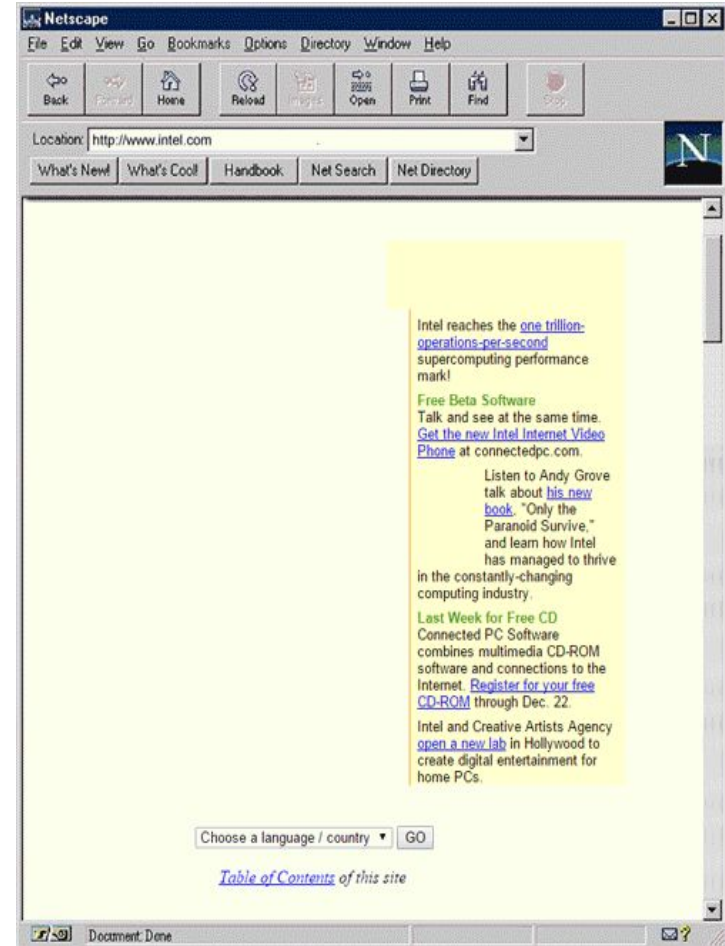 Netscape
File Edit View Go Bookmarks Options Directory Window Help
Back Forward Home Reload Images Open Print Find Stop
Location: http://www.intel.com
N
What's New! What's Cool! Handbook Net Search Net Directory
Intel reaches the one trillion-
operations-per-second
supercomputing performance
mark!
Free Beta Software
Talk and see at the same time.
Get the new Intel Internet Video
Phone at connectedpc.com.
Listen to Andy Grove
talk about his new
book, "Only the
Paranoid Survive,"
and learn how Intel
has managed to thrive
in the constantly-changing
computing industry.
Last Week for Free CD
Connected PC Software
combines multimedia CD-ROM
software and connections to the
Internet. Register for your free
CD-ROM through Dec. 22.
Intel and Creative Artists Agency
open a new lab in Hollywood to
create digital entertainment for
home PCs.
Choose a language / country GO
Table of Contents of this site
Document: Done